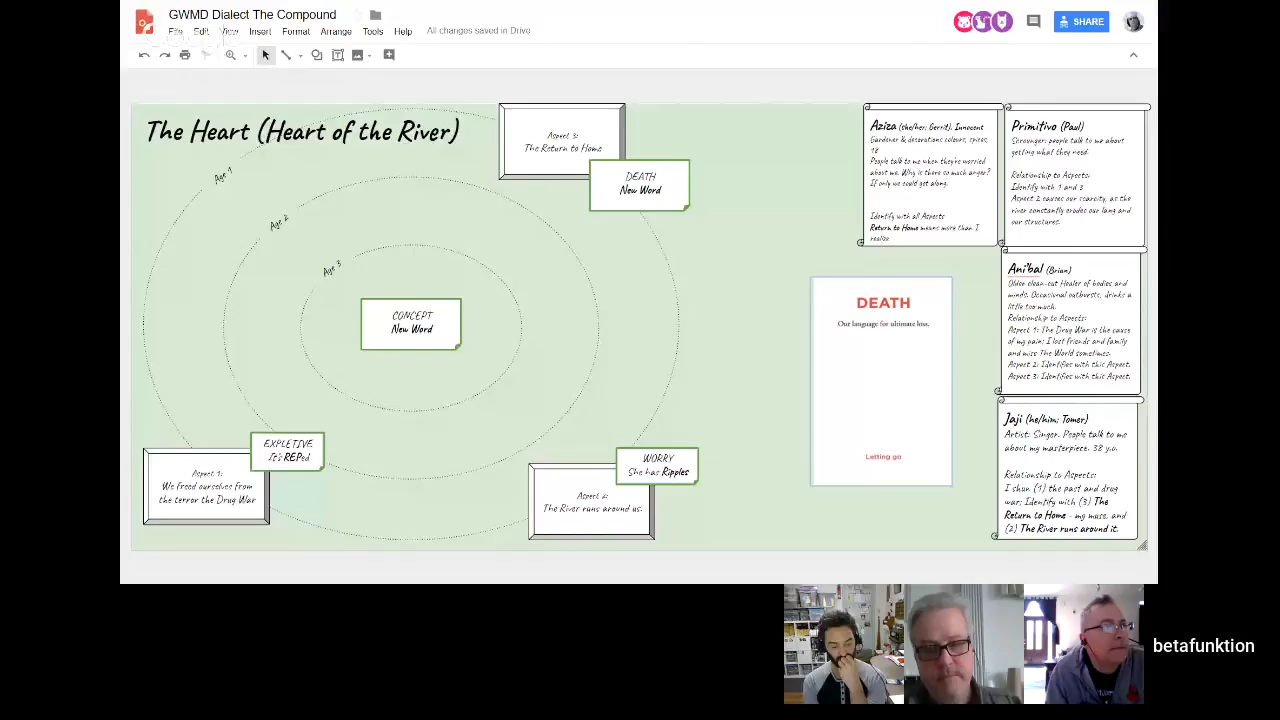 GWMD Dialect The Compound
File Edit View Insert Format Arrange Tools Help All changes saved in Drive
SHARE
The Heart (Heart of the River)
Age 1
Age 2
Age 3
Aspect 3:
The Return to Home
DEATH
New Word
CONCEPT
New Word
EXPLETIVE
It's REPed
Aspect 1:
We freed ourselves from
the terror the Drug War
WORRY
She has Ripples
Aspect 2:
The River runs around us.
DEATH
Our language for ultimate loss.
Letting go
Aziza (she/her; Gerrit). Innocent
Gardener & decorations colours, spices,
18
People talk to me when they're worried
about me. Why is there so much anger?
If only we could get along.
Identify with all Aspects
Return to Home means more than I
realize
Primitivo (Paul)
Scrounger: people talk to me about
getting what they need.
Relationship to Aspects:
Identify with 1 and 3
Aspect 2 causes our scarcity, as the
river constantly erodes our land and
our structures.
Ani'bal (Brian)
Older clean-cut Healer of bodies and
minds. Occasional outbursts, drinks a
little too much.
Relationship to Aspects:
Aspect 1: The Drug War is the cause
of my pain; I lost friends and family
and miss The World sometimes.
Aspect 2: Identifies with this Aspect.
Aspect 3: Identifies with this Aspect.
Jaji (he/him; Tomer)
Artist: Singer. People talk to me
about my masterpiece. 38 y.o.
Relationship to Aspects:
I shun (1) the past and drug
war; Identify with (3) The
Return to Home - my muse, and
(2) The River runs around it.
betafunktion